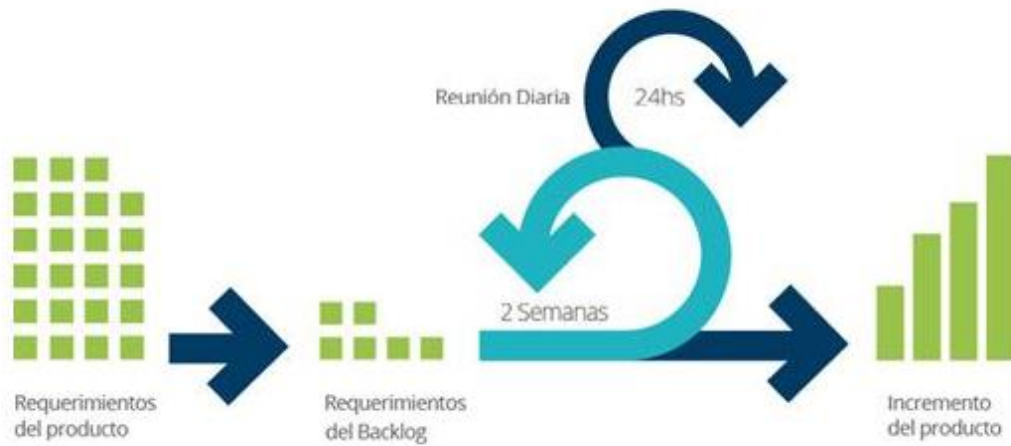 Reunión Diaria
24hs
2 Semanas
Requerimientos
del producto
Requerimientos
del Backlog
Incremento
del producto